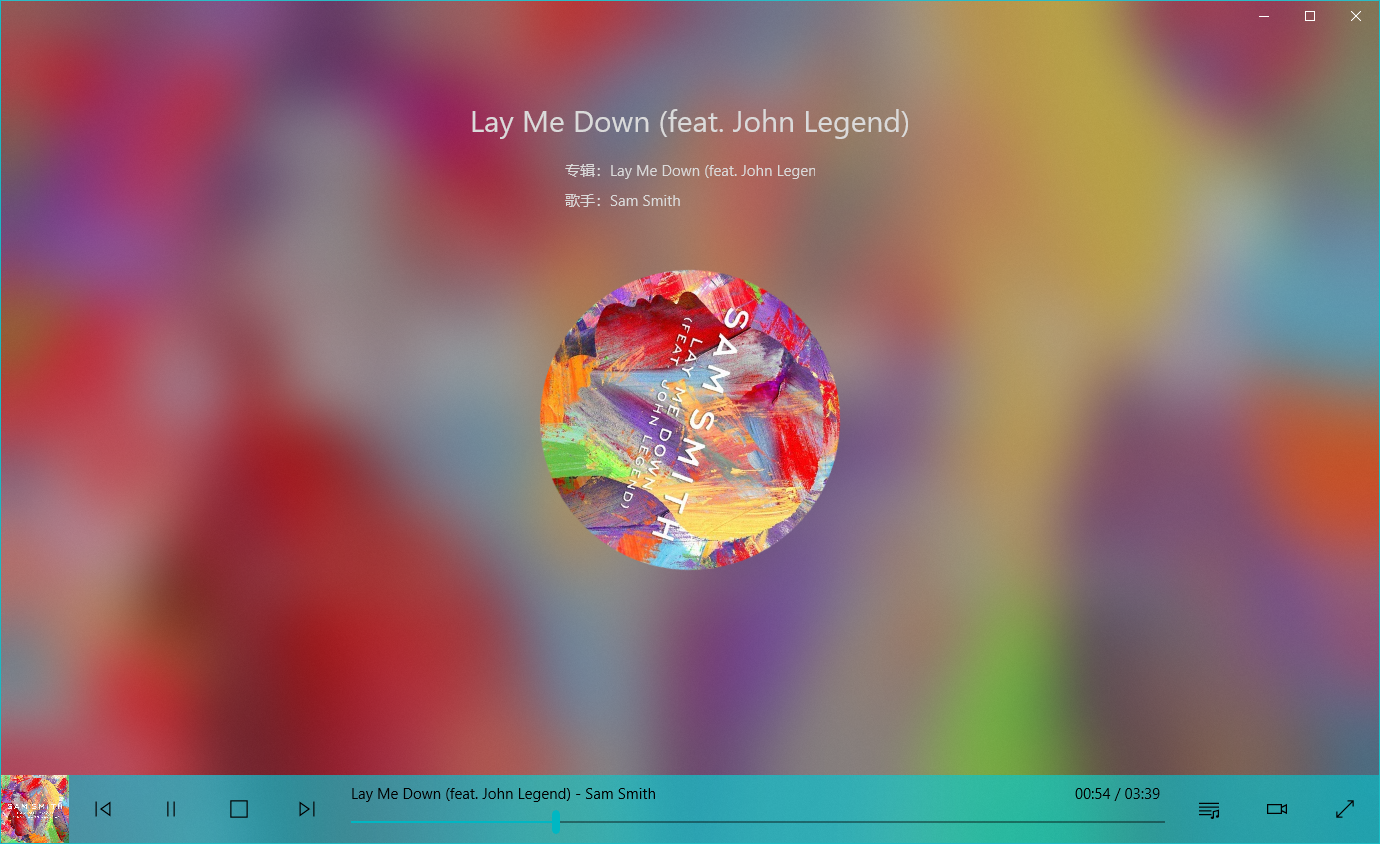 Lay Me Down (feat. John Legend)
专辑：Lay Me Down (feat. John Legen
歌手：Sam Smith
SAM SMITH
LAY ME DOWN
(FEAT. JOHN LEGEND)
SAM SMITH
Lay Me Down (feat. John Legend) - Sam Smith
00:54 / 03:39